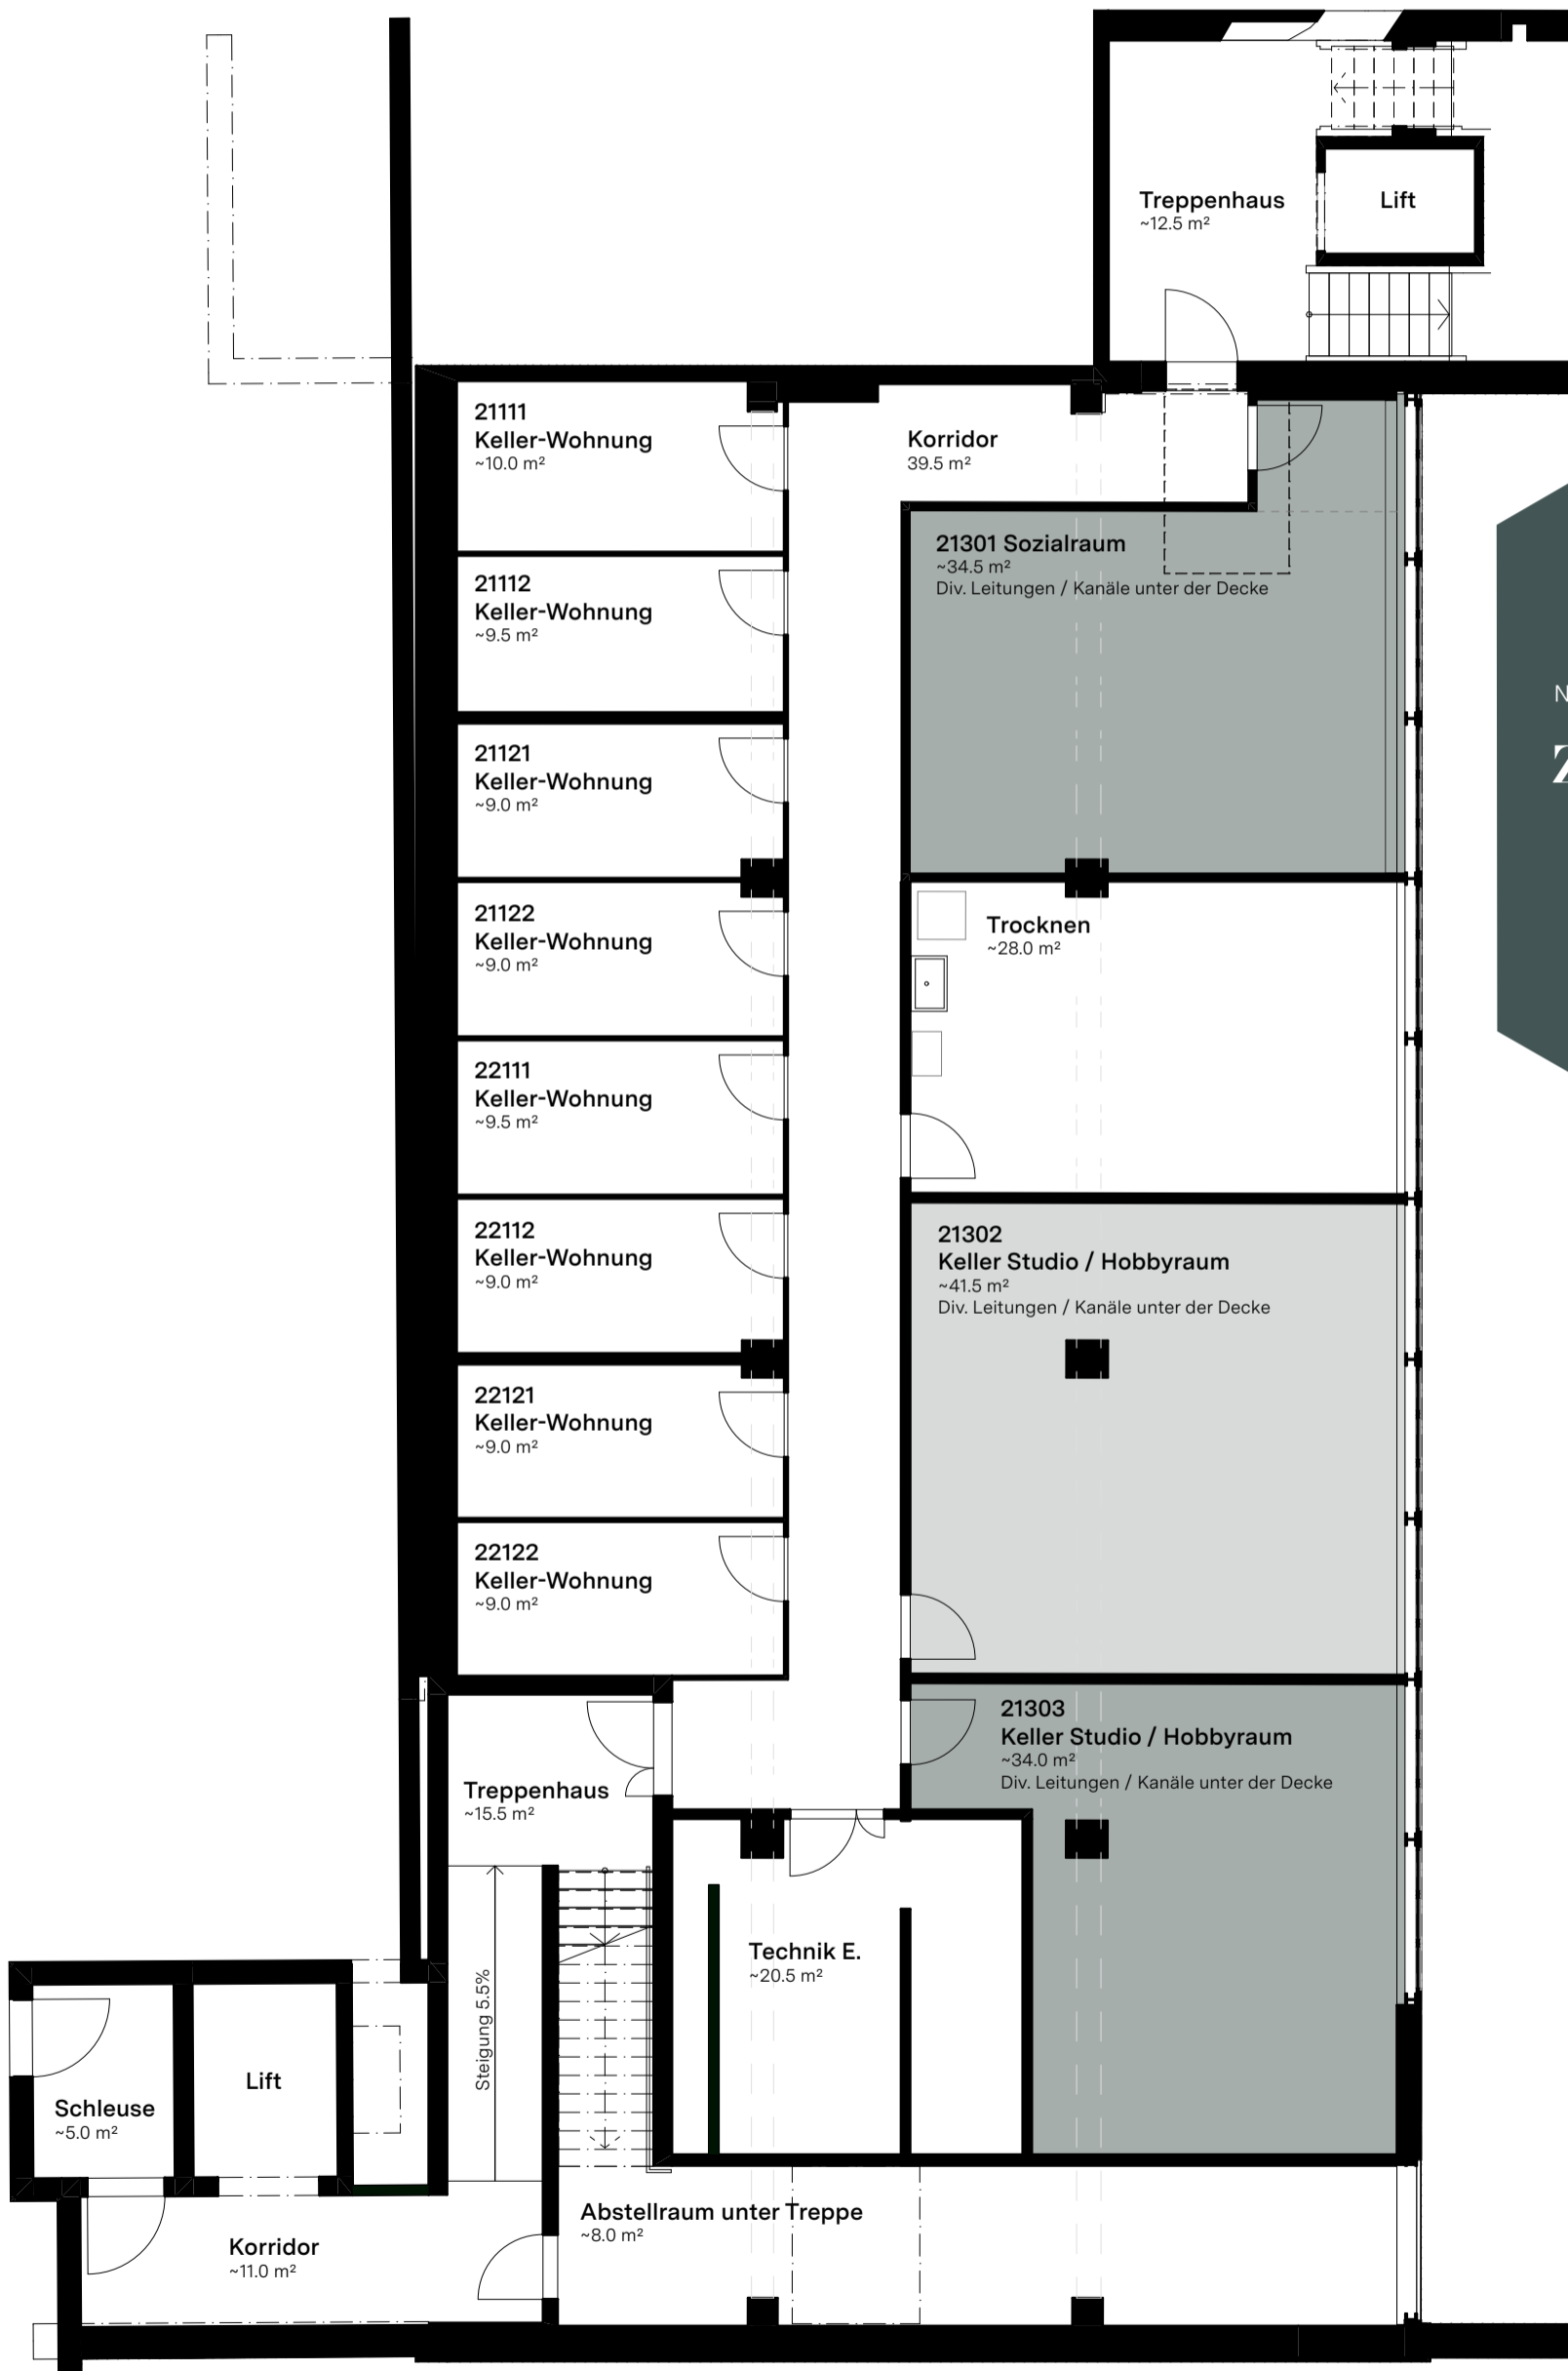 Treppenhaus
~12.5 m²
Lift
21111
Keller-Wohnung
~10.0 m²
Korridor
39.5 m²
21301 Sozialraum
~34.5 m²
Div. Leitungen / Kanäle unter der Decke
21112
Keller-Wohnung
~9.5 m²
21121
Keller-Wohnung
~9.0 m²
21122
Keller-Wohnung
~9.0 m²
Trocknen
~28.0 m²
22111
Keller-Wohnung
~9.5 m²
22112
Keller-Wohnung
~9.0 m²
21302
Keller Studio / Hobbyraum
~41.5 m²
Div. Leitungen / Kanäle unter der Decke
22121
Keller-Wohnung
~9.0 m²
22122
Keller-Wohnung
~9.0 m²
21303
Keller Studio / Hobbyraum
~34.0 m²
Div. Leitungen / Kanäle unter der Decke
Treppenhaus
~15.5 m²
Technik E.
~20.5 m²
Steigung 5.5%
Lift
Schleuse
~5.0 m²
Abstellraum unter Treppe
~8.0 m²
Korridor
~11.0 m²